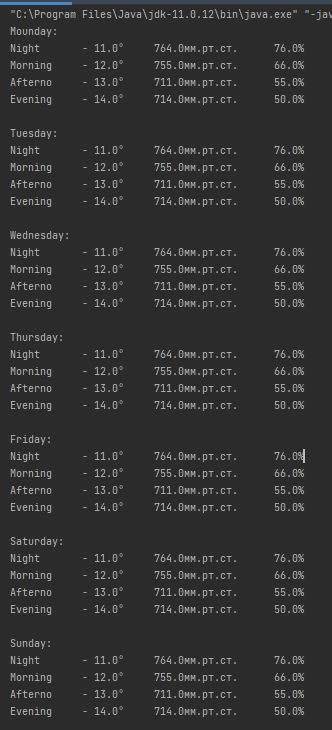 "C:\Program Files\Java\jdk-11.0.12\bin\java.exe" "-jav
Mounday:
Night - 11.0° 764.0мм.рт.ст. 76.0%
Morning - 12.0° 755.0мм.рт.ст. 66.0%
Afterno - 13.0° 711.0мм.рт.ст. 55.0%
Evening - 14.0° 714.0мм.рт.ст. 50.0%
Tuesday:
Night - 11.0° 764.0мм.рт.ст. 76.0%
Morning - 12.0° 755.0мм.рт.ст. 66.0%
Afterno - 13.0° 711.0мм.рт.ст. 55.0%
Evening - 14.0° 714.0мм.рт.ст. 50.0%
Wednesday:
Night - 11.0° 764.0мм.рт.ст. 76.0%
Morning - 12.0° 755.0мм.рт.ст. 66.0%
Afterno - 13.0° 711.0мм.рт.ст. 55.0%
Evening - 14.0° 714.0мм.рт.ст. 50.0%
Thursday:
Night - 11.0° 764.0мм.рт.ст. 76.0%
Morning - 12.0° 755.0мм.рт.ст. 66.0%
Afterno - 13.0° 711.0мм.рт.ст. 55.0%
Evening - 14.0° 714.0мм.рт.ст. 50.0%
Friday:
Night - 11.0° 764.0мм.рт.ст. 76.0%
Morning - 12.0° 755.0мм.рт.ст. 66.0%
Afterno - 13.0° 711.0мм.рт.ст. 55.0%
Evening - 14.0° 714.0мм.рт.ст. 50.0%
Saturday:
Night - 11.0° 764.0мм.рт.ст. 76.0%
Morning - 12.0° 755.0мм.рт.ст. 66.0%
Afterno - 13.0° 711.0мм.рт.ст. 55.0%
Evening - 14.0° 714.0мм.рт.ст. 50.0%
Sunday:
Night - 11.0° 764.0мм.рт.ст. 76.0%
Morning - 12.0° 755.0мм.рт.ст. 66.0%
Afterno - 13.0° 711.0мм.рт.ст. 55.0%
Evening - 14.0° 714.0мм.рт.ст. 50.0%